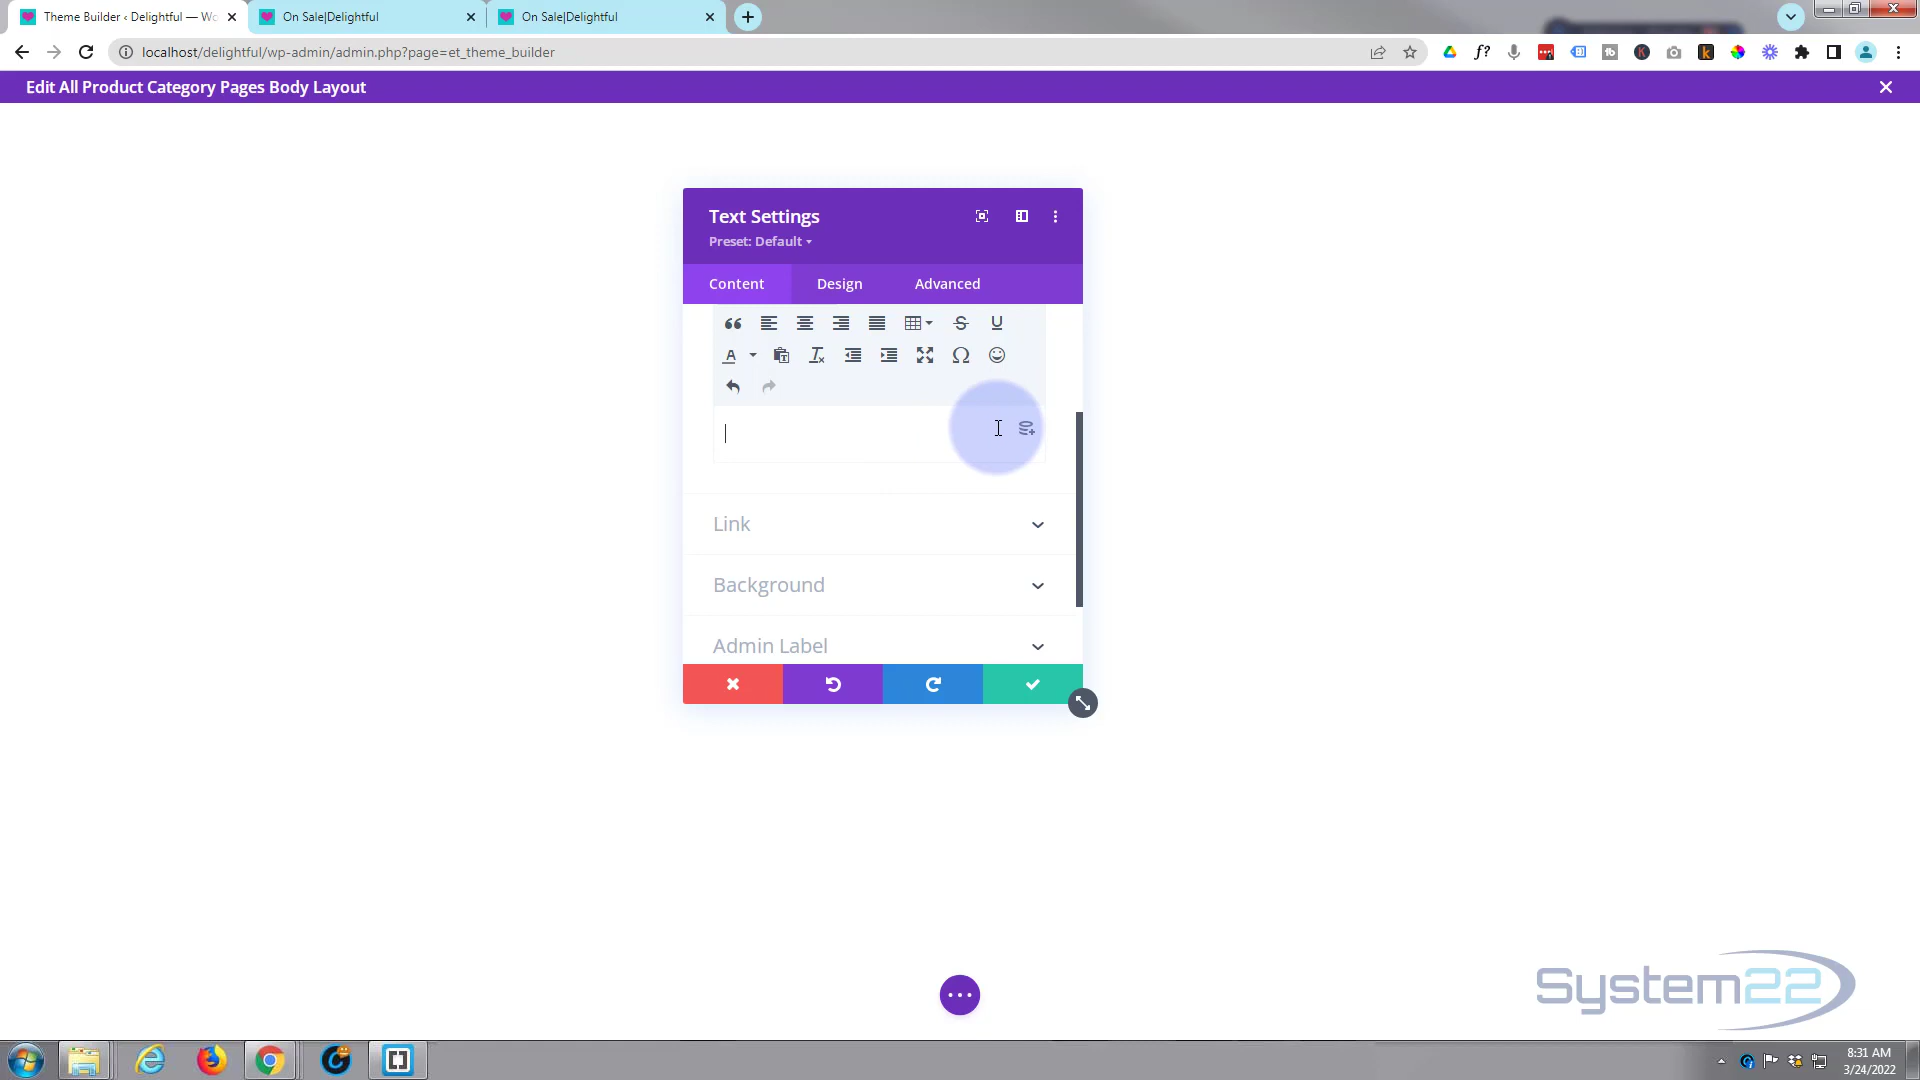 Theme Builder ‹ Delightful — Wo
On Sale|Delightful
On Sale|Delightful
localhost/delightful/wp-admin/admin.php?page=et_theme_builder
Edit All Product Category Pages Body Layout
Text Settings
Preset: Default
Content
Design
Advanced
Link
Background
Admin Label
System22
8:31 AM
3/24/2022